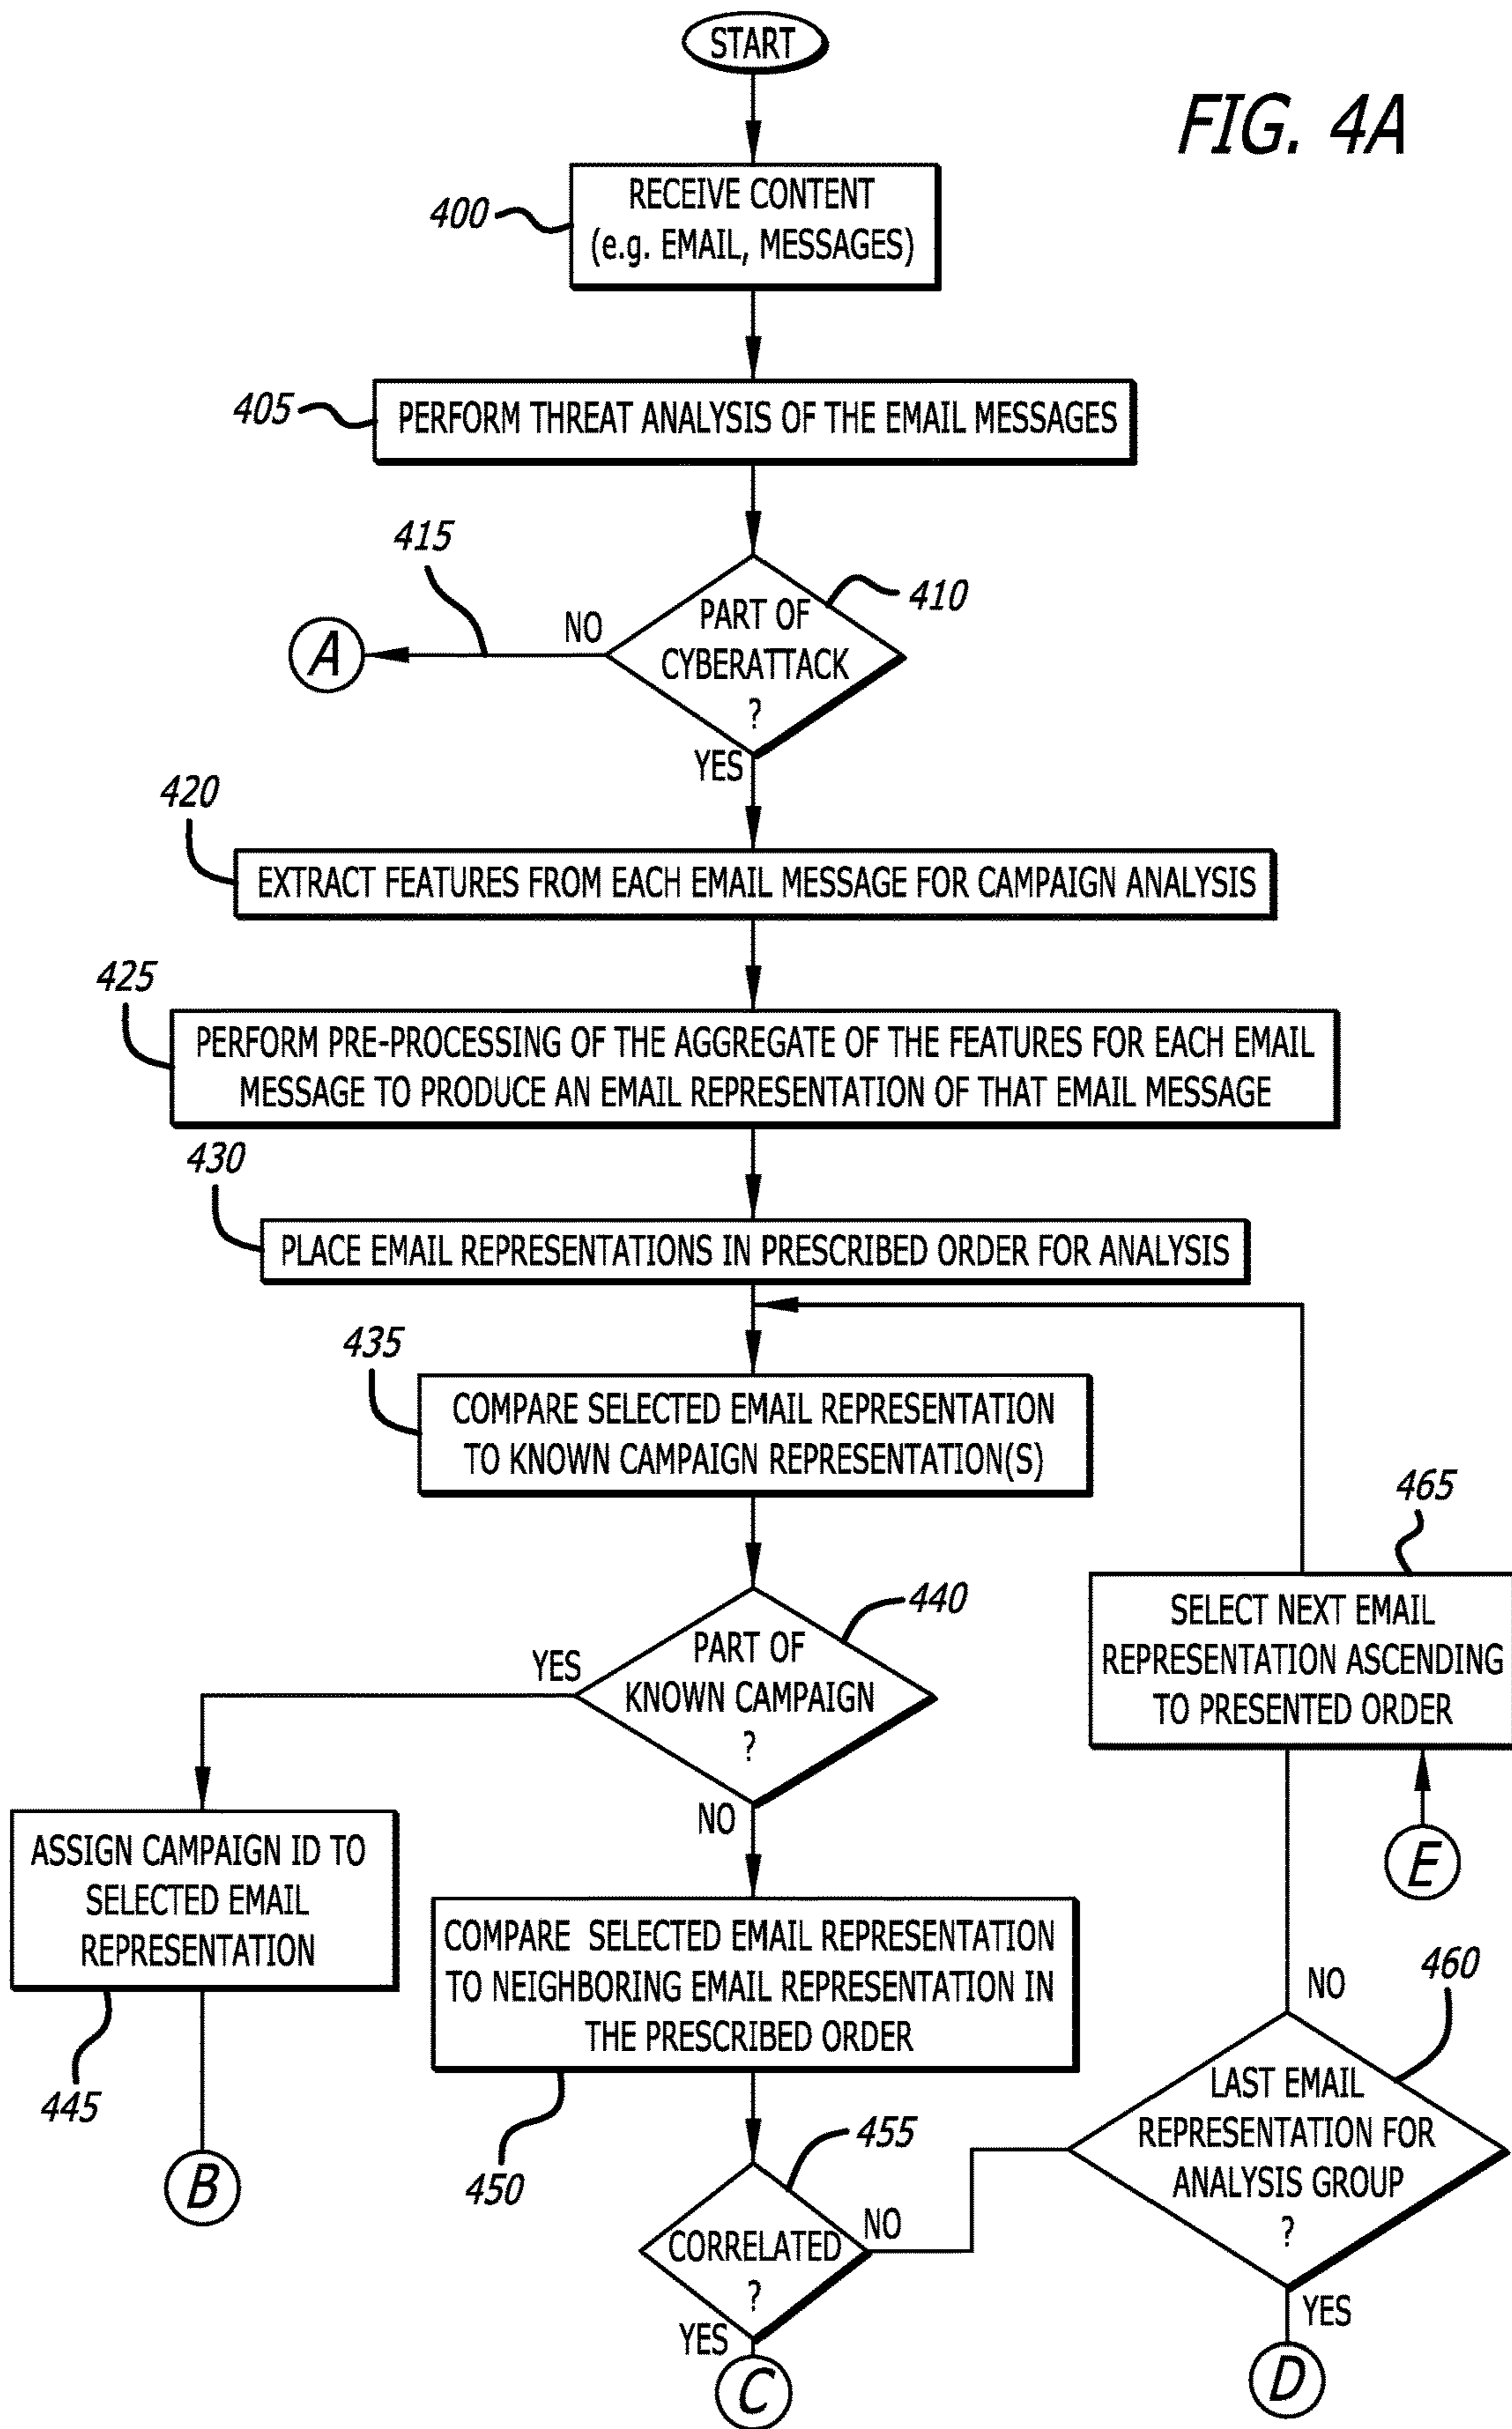 START
FIG. 4A
400
RECEIVE CONTENT
(e.g. EMAIL, MESSAGES)
405
PERFORM THREAT ANALYSIS OF THE EMAIL MESSAGES
415
410
NO
PART OF
CYBERATTACK
?
A
YES
420
EXTRACT FEATURES FROM EACH EMAIL MESSAGE FOR CAMPAIGN ANALYSIS
425
PERFORM PRE-PROCESSING OF THE AGGREGATE OF THE FEATURES FOR EACH EMAIL
MESSAGE TO PRODUCE AN EMAIL REPRESENTATION OF THAT EMAIL MESSAGE
430
PLACE EMAIL REPRESENTATIONS IN PRESCRIBED ORDER FOR ANALYSIS
435
COMPARE SELECTED EMAIL REPRESENTATION
TO KNOWN CAMPAIGN REPRESENTATION(S)
465
SELECT NEXT EMAIL
REPRESENTATION ASCENDING
TO PRESENTED ORDER
440
YES
PART OF
KNOWN CAMPAIGN
?
NO
ASSIGN CAMPAIGN ID TO
SELECTED EMAIL
REPRESENTATION
445
B
E
COMPARE SELECTED EMAIL REPRESENTATION
TO NEIGHBORING EMAIL REPRESENTATION IN
THE PRESCRIBED ORDER
450
NO
460
LAST EMAIL
REPRESENTATION FOR
ANALYSIS GROUP
?
455
CORRELATED
?
NO
YES
C
YES
D